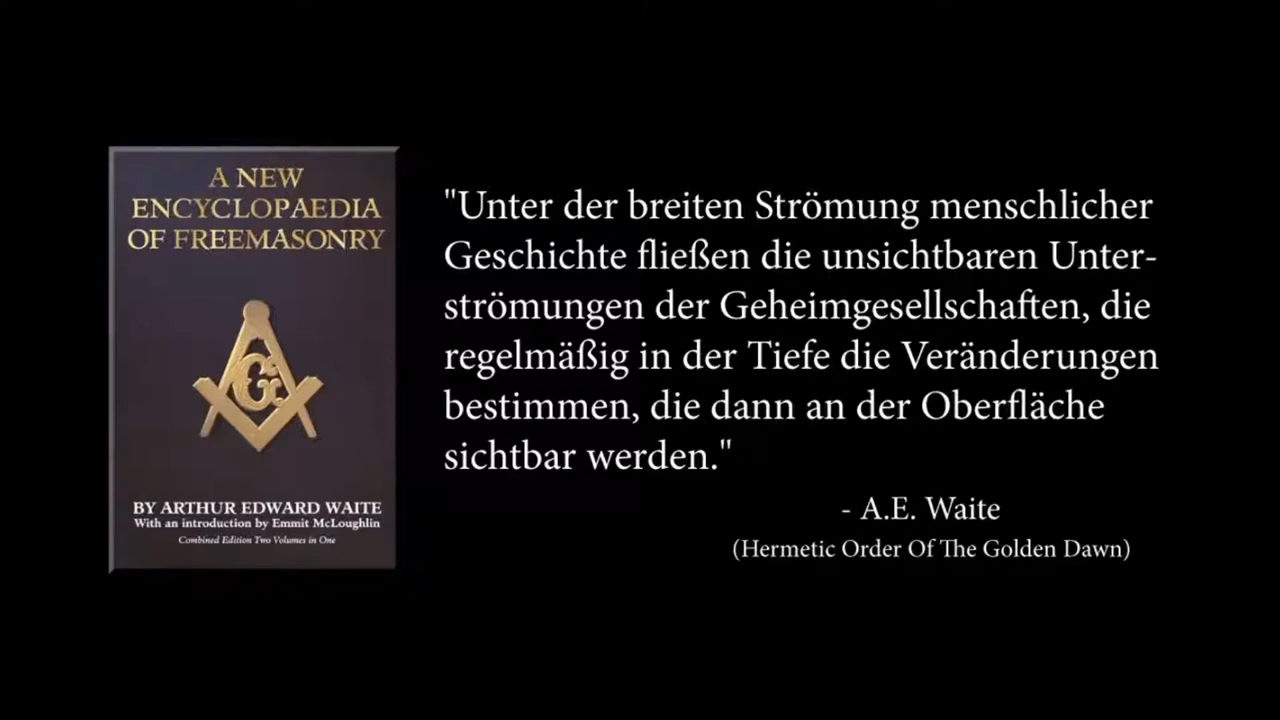 A NEW
ENCYCLOPAEDIA
OF FREEMASONRY
G
BY ARTHUR EDWARD WAITE
With an introduction by Emmit McLoughlin
Combined Edition Two Volumes in One
"Unter der breiten Strömung menschlicher
Geschichte fließen die unsichtbaren Unter-
strömungen der Geheimgesellschaften, die
regelmäßig in der Tiefe die Veränderungen
bestimmen, die dann an der Oberfläche
sichtbar werden."
- A.E. Waite
(Hermetic Order Of The Golden Dawn)